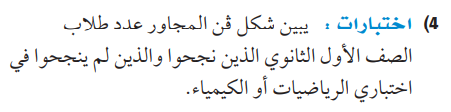 4) اختبارات : يبين شكل ڤن المجاور عدد طلاب
الصف الأول الثانوي الذين نجحوا والذين لم ينجحوا في
اختباري الرياضيات أو الكيمياء.